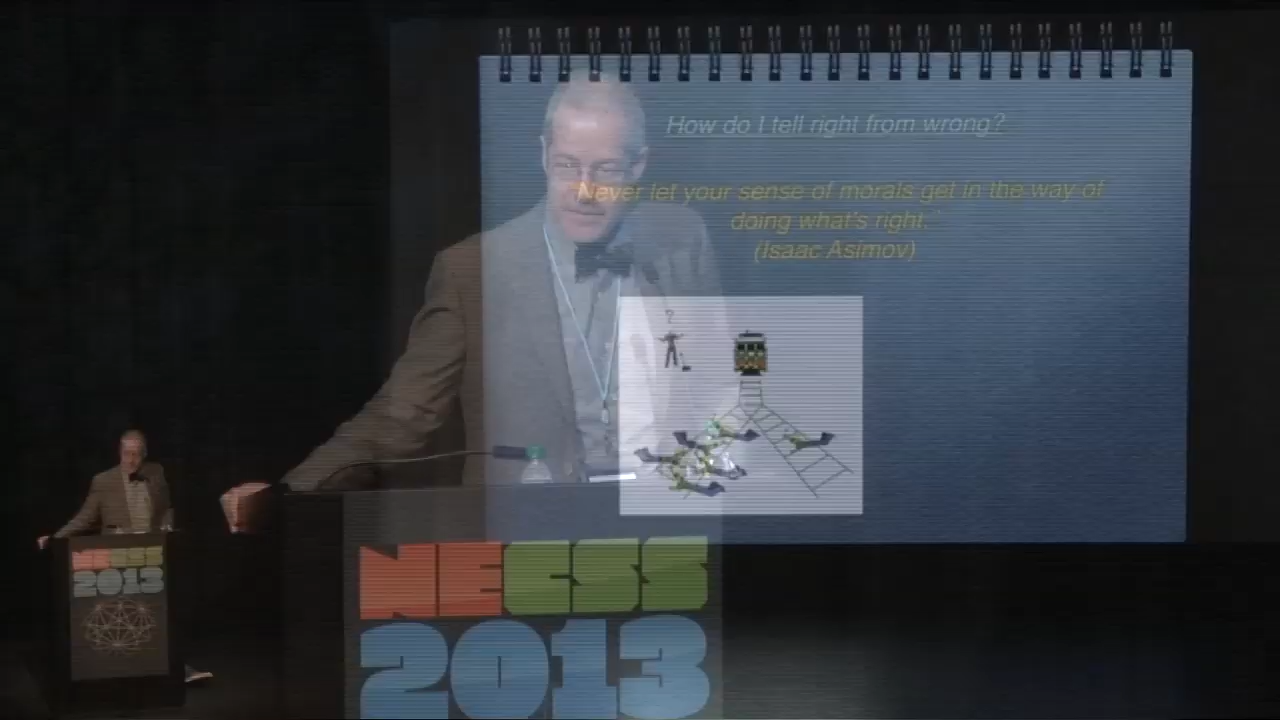 How do I tell right from wrong?
"Never let your sense of morals get in the way of
doing what's right."
(Isaac Asimov)
NECSS
2013
NECSS
2013